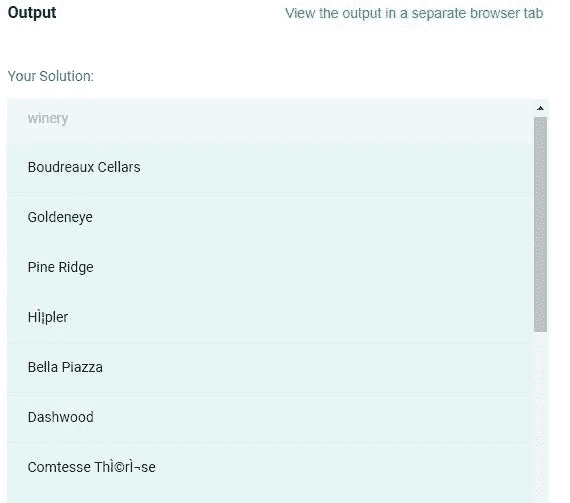 Output
View the output in a separate browser tab
Your Solution:
winery
Boudreaux Cellars
Goldeneye
Pine Ridge
HÌ¦pler
Bella Piazza
Dashwood
Comtesse ThÌ©rÌ¬se